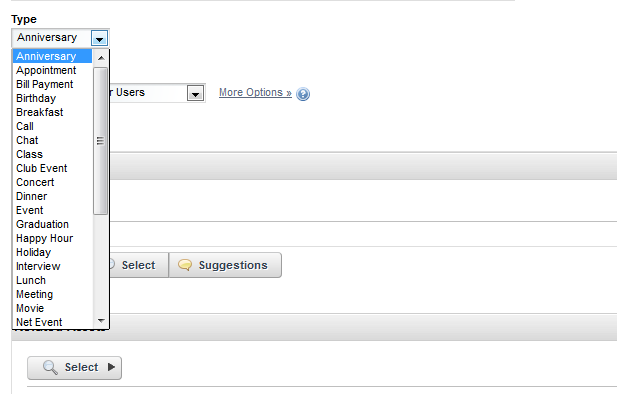 Type
Anniversary
Anniversary
Appointment
Bill Payment
Birthday
r Users More Options »
Breakfast
Call
Chat
Class
Club Event
Concert
Dinner
Event
Graduation
Happy Hour
Holiday
Interview
Select Suggestions
Lunch
Meeting
Movie
Net Event
Select